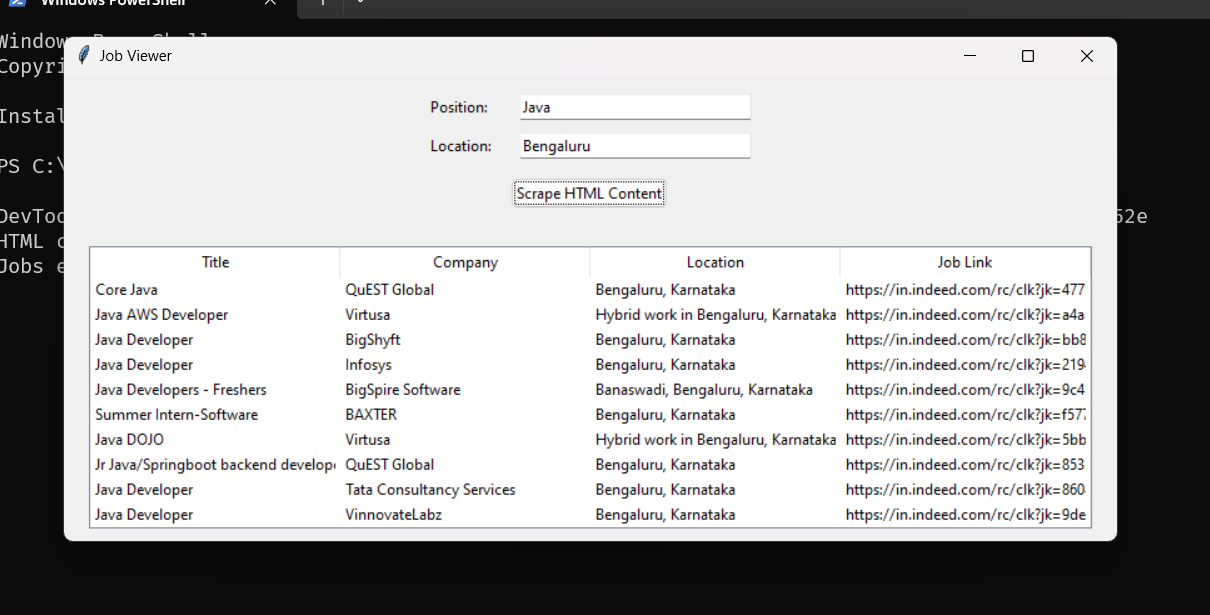 Windows PowerShell
Job Viewer
Position: Java
Location: Bengaluru
Scrape HTML Content
Title Company Location Job Link
Core Java QuEST Global Bengaluru, Karnataka https://in.indeed.com/rc/clk?jk=477
Java AWS Developer Virtusa Hybrid work in Bengaluru, Karnataka https://in.indeed.com/rc/clk?jk=a4a
Java Developer BigShyft Bengaluru, Karnataka https://in.indeed.com/rc/clk?jk=bb8
Java Developer Infosys Bengaluru, Karnataka https://in.indeed.com/rc/clk?jk=219
Java Developers - Freshers BigSpire Software Banaswadi, Bengaluru, Karnataka https://in.indeed.com/rc/clk?jk=9c4
Summer Intern-Software BAXTER Bengaluru, Karnataka https://in.indeed.com/rc/clk?jk=f577
Java DOJO Virtusa Hybrid work in Bengaluru, Karnataka https://in.indeed.com/rc/clk?jk=5bb
Jr Java/Springboot backend develop QuEST Global Bengaluru, Karnataka https://in.indeed.com/rc/clk?jk=853
Java Developer Tata Consultancy Services Bengaluru, Karnataka https://in.indeed.com/rc/clk?jk=860
Java Developer VinnovateLabz Bengaluru, Karnataka https://in.indeed.com/rc/clk?jk=9de
Window
Copyri
Instal
PS C:\
DevToo 52e
HTML
Jobs e